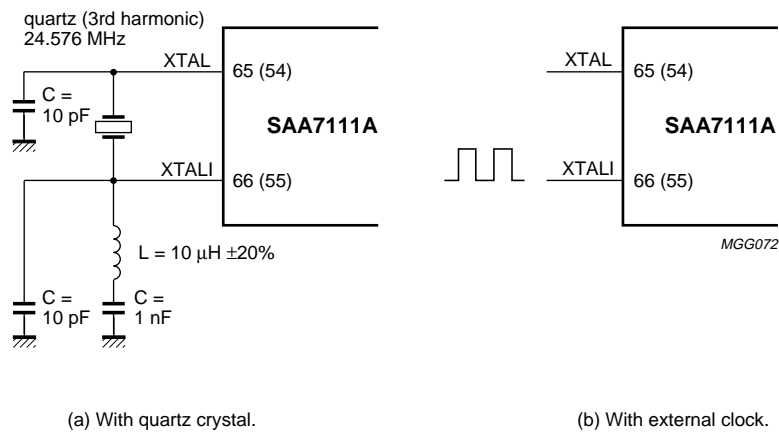 quartz (3rd harmonic)
24.576 MHz
XTAL
65 (54)
C =
10 pF
SAA7111A
XTALI
66 (55)
L = 10 μH ±20%
C =
10 pF
C =
1 nF
(a) With quartz crystal.
XTAL
65 (54)
SAA7111A
XTALI
66 (55)
MGG072
(b) With external clock.